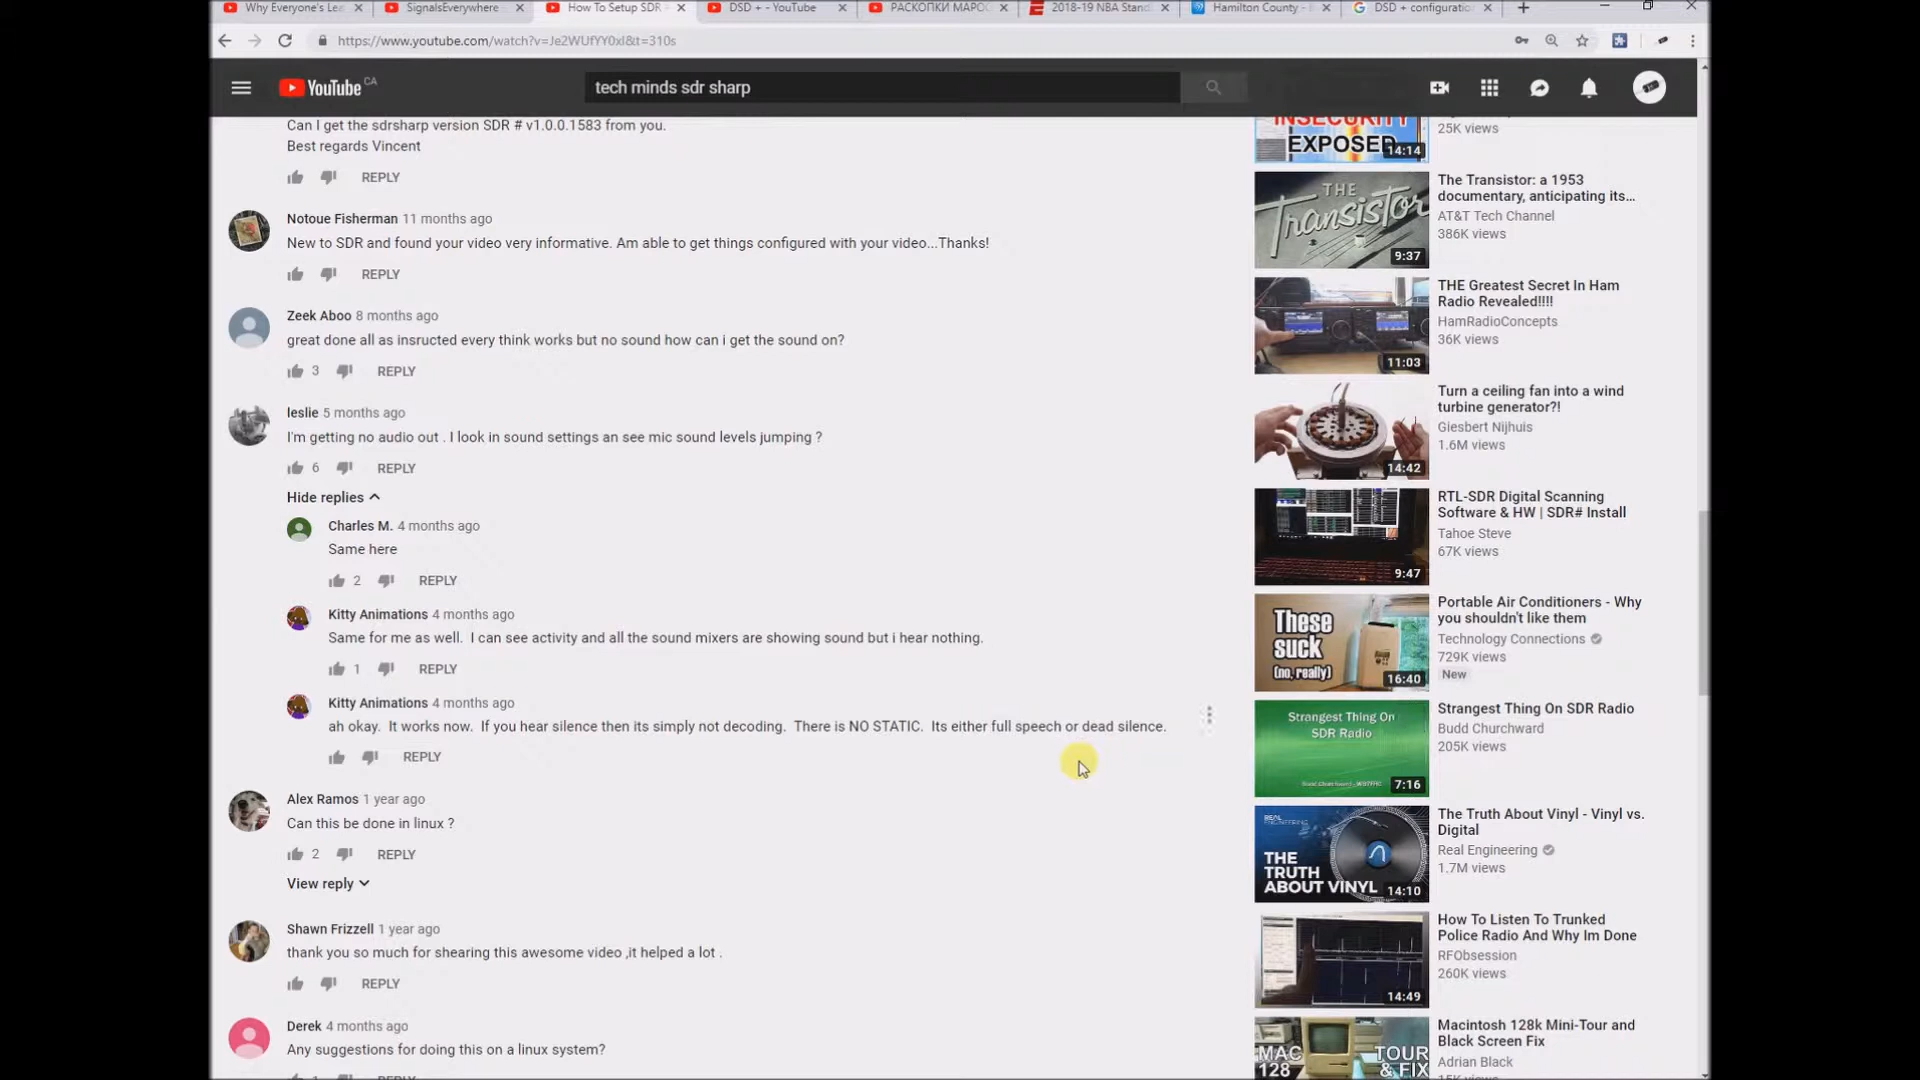 Why Everyone's Lea
SignalsEverywhere
How To Setup SDR
DSD + - YouTube
РАСКОПКИ МАРОС
2018-19 NBA Stand
Hamilton County -
DSD + configuratio
https://www.youtube.com/watch?v=Je2WUfYY0xI&t=310s
YouTube CA
tech minds sdr sharp
Can I get the sdrsharp version SDR # v1.0.0.1583 from you.
Best regards Vincent
REPLY
Notoue Fisherman 11 months ago
New to SDR and found your video very informative. Am able to get things configured with your video...Thanks!
REPLY
Zeek Aboo 8 months ago
great done all as insructed every think works but no sound how can i get the sound on?
3 REPLY
leslie 5 months ago
I'm getting no audio out . I look in sound settings an see mic sound levels jumping ?
6 REPLY
Hide replies
Charles M. 4 months ago
Same here
2 REPLY
Kitty Animations 4 months ago
Same for me as well. I can see activity and all the sound mixers are showing sound but i hear nothing.
1 REPLY
Kitty Animations 4 months ago
ah okay. It works now. If you hear silence then its simply not decoding. There is NO STATIC. Its either full speech or dead silence.
REPLY
Alex Ramos 1 year ago
Can this be done in linux ?
2 REPLY
View reply
Shawn Frizzell 1 year ago
thank you so much for shearing this awesome video ,it helped a lot .
REPLY
Derek 4 months ago
Any suggestions for doing this on a linux system?
INSECURITY
EXPOSED
14:14
25K views
THE
Transistor
9:37
The Transistor: a 1953
documentary, anticipating its...
AT&T Tech Channel
386K views
11:03
THE Greatest Secret In Ham
Radio Revealed!!!!
HamRadioConcepts
36K views
14:42
Turn a ceiling fan into a wind
turbine generator?!
Giesbert Nijhuis
1.6M views
9:47
RTL-SDR Digital Scanning
Software & HW | SDR# Install
Tahoe Steve
67K views
These
suck
(no, really)
16:40
Portable Air Conditioners - Why
you shouldn't like them
Technology Connections
729K views
New
Strangest Thing On
SDR Radio
7:16
Strangest Thing On SDR Radio
Budd Churchward
205K views
REAL
ENGINEERING
THE
TRUTH
ABOUT VINYL
14:10
The Truth About Vinyl - Vinyl vs.
Digital
Real Engineering
1.7M views
14:49
How To Listen To Trunked
Police Radio And Why Im Done
RFObsession
260K views
MAC
128
TOUR
& FIX
Macintosh 128k Mini-Tour and
Black Screen Fix
Adrian Black